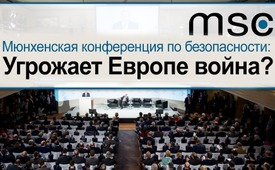 msc
Мюнхенская конференция по безопасности:
Угрожает Европе война?